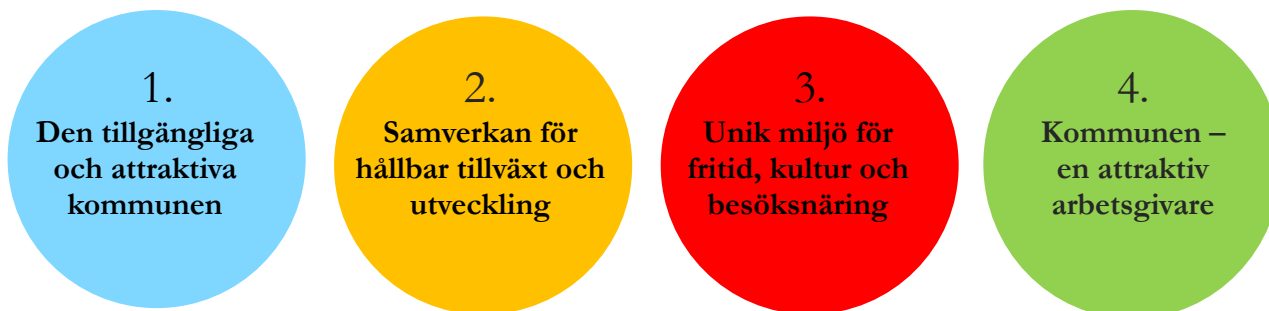 1.
Den tillgängliga
och attraktiva
kommunen
2.
Samverkan för
hållbar tillväxt och
utveckling
3.
Unik miljö för
fritid, kultur och
besöksnäring
4.
Kommunen –
en attraktiv
arbetsgivare